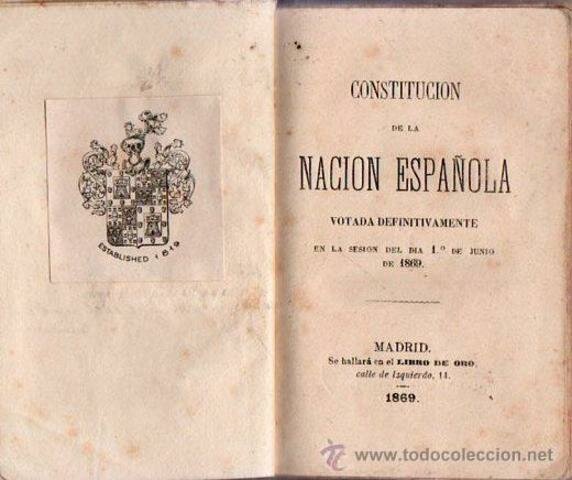 ESTABLISHED 1819
CONSTITUCION
DE LA
NACION ESPAÑOLA
VOTADA DEFINITIVAMENTE
EN LA SESION DEL DIA 1.º DE JUNIO
DE 1869.
MADRID.
Se hallará en el LIBRO DE ORO,
calle de Izquierdo, 11.
1869.
www.todocoleccion.net